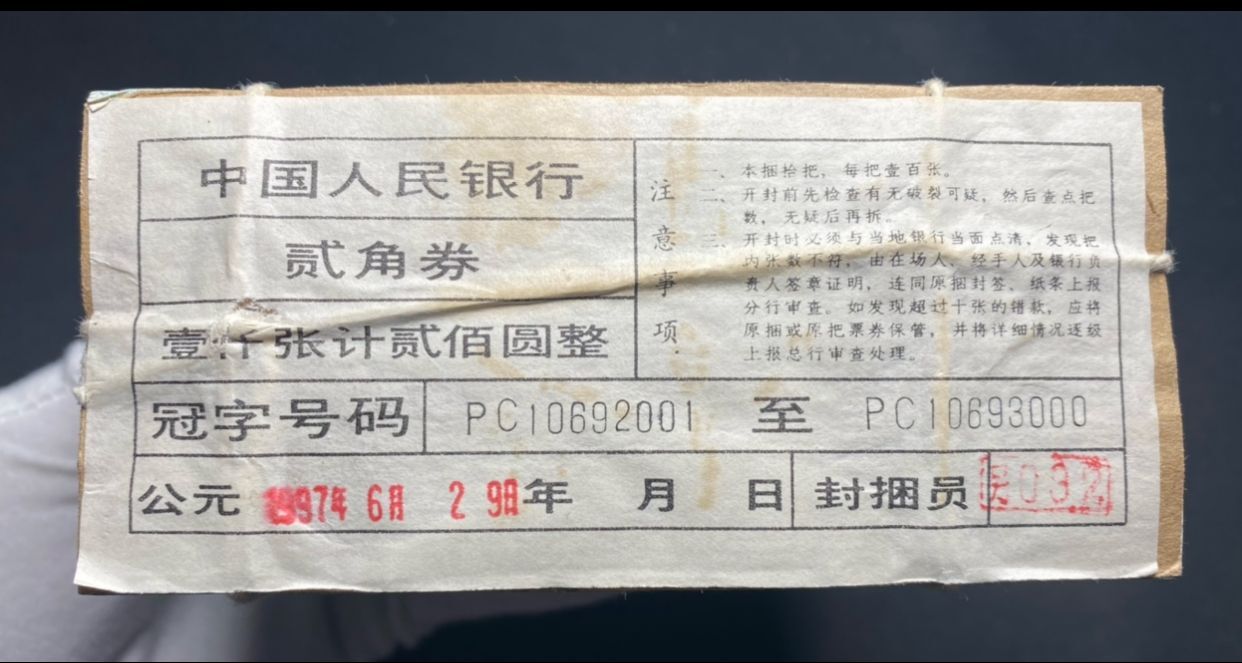 中国人民银行
贰角券
壹仟张计贰佰圆整
注意事项.
一、本捆拾把，每把壹百张。
二、开封前先检查有无破裂可疑，然后查点把
数，无疑后再拆。
三、开封时必须与当地银行当面点清，发现把
内张数不符，由在场人，经手人及银行负
责人签章证明，连同原捆封签、纸条上报
分行审查。如发现超过十张的错款，应将
原捆或原把票券保管，并将详细情况逐级
上报总行审查处理。
冠字号码 PC10692001 至 PC10693000
公元 1997年 6月 29日年 月 日 封捆员 032